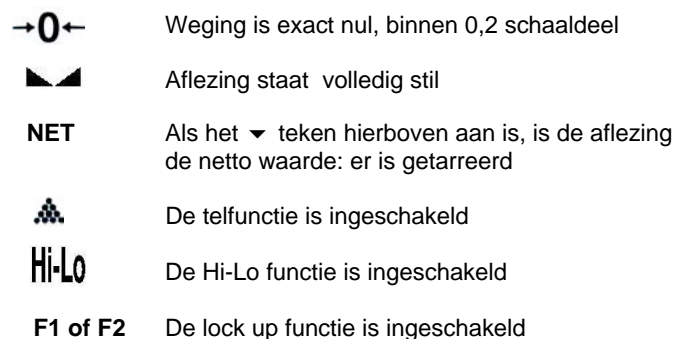 →0← Weging is exact nul, binnen 0,2 schaaldeel
Aflezing staat volledig stil
NET Als het ▼ teken hierboven aan is, is de aflezing
de netto waarde: er is getarreerd
De telfunctie is ingeschakeld
Hi-Lo De Hi-Lo functie is ingeschakeld
F1 of F2 De lock up functie is ingeschakeld